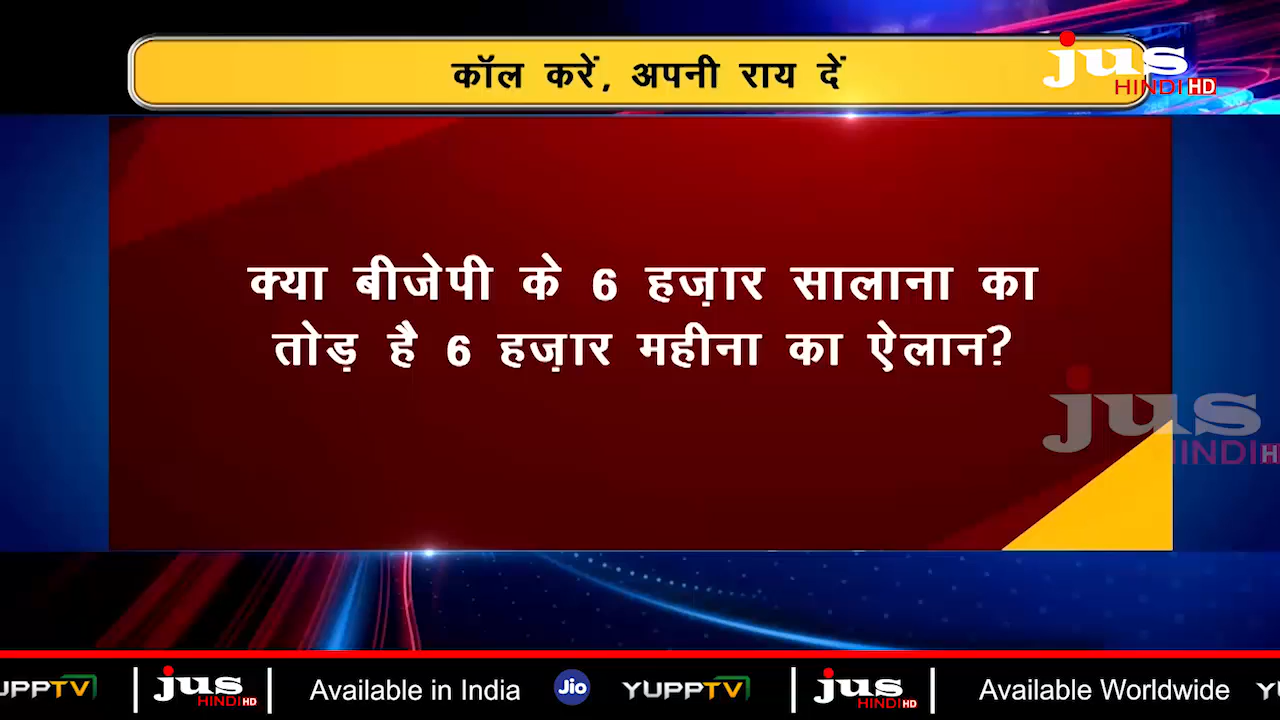 कॉल करें, अपनी राय दें
jus
HINDI HD
क्या बीजेपी के 6 हज़ार सालाना का
तोड़ है 6 हज़ार महीना का ऐलान?
jus
HINDI
UPPTV | jus HINDI HD | Available in India Jio YUPPTV | jus HINDI HD | Available Worldwide YU